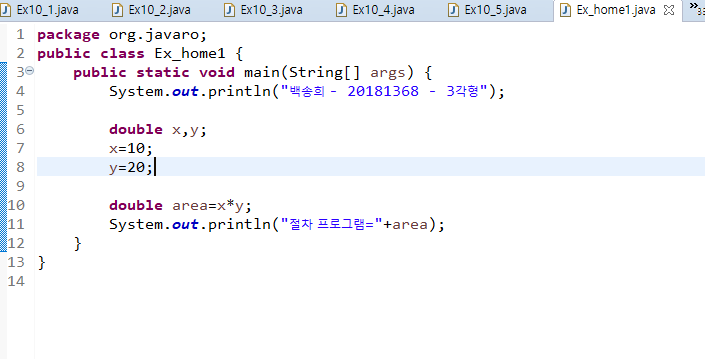 Ex10_1.java Ex10_2.java Ex10_3.java Ex10_4.java Ex10_5.java Ex_home1.java
1 package org.javaro;
2 public class Ex_home1 {
3 public static void main(String[] args) {
4 System.out.println("백송희 - 20181368 - 3각형");
5
6 double x,y;
7 x=10;
8 y=20;
9
10 double area=x*y;
11 System.out.println("절차 프로그램="+area);
12 }
13 }
14